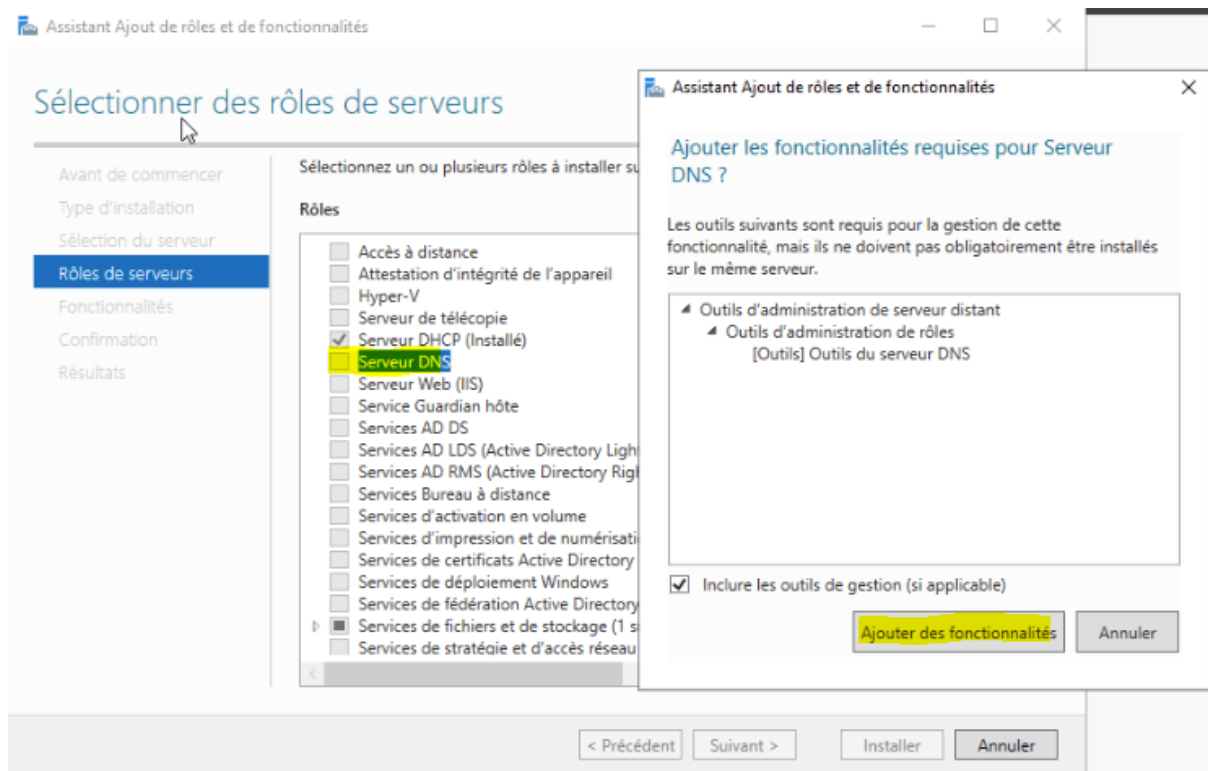 Assistant Ajout de rôles et de fonctionnalités
Sélectionner des rôles de serveurs
Avant de commencer
Type d'installation
Sélection du serveur
Rôles de serveurs
Fonctionnalités
Confirmation
Résultats
Sélectionnez un ou plusieurs rôles à installer
Rôles
Accès à distance
Attestation d'intégrité de l'appareil
Hyper-V
Serveur de télécopie
Serveur DHCP (Installé)
Serveur DNS
Serveur Web (IIS)
Service Guardian hôte
Services AD DS
Services AD LDS (Active Directory
Services AD RMS (Active Directory
Services Bureau à distance
Services d'activation en volume
Services d'impression et de
Services de certificats Active Directory
Services de déploiement Windows
Services de fédération Active Directory
Services de fichiers et de stockage (1
Services de stratégie et d'accès réseau
< Précédent
Suivant >
Installer
Annuler
Assistant Ajout de rôles et de fonctionnalités
Ajouter les fonctionnalités requises pour Serveur
DNS ?
Les outils suivants sont requis pour la gestion de cette
fonctionnalité, mais ils ne doivent pas obligatoirement être installés
sur le même serveur.
Outils d'administration de serveur distant
Outils d'administration de rôles
[Outils] Outils du serveur DNS
Inclure les outils de gestion (si applicable)
Ajouter des fonctionnalités
Annuler